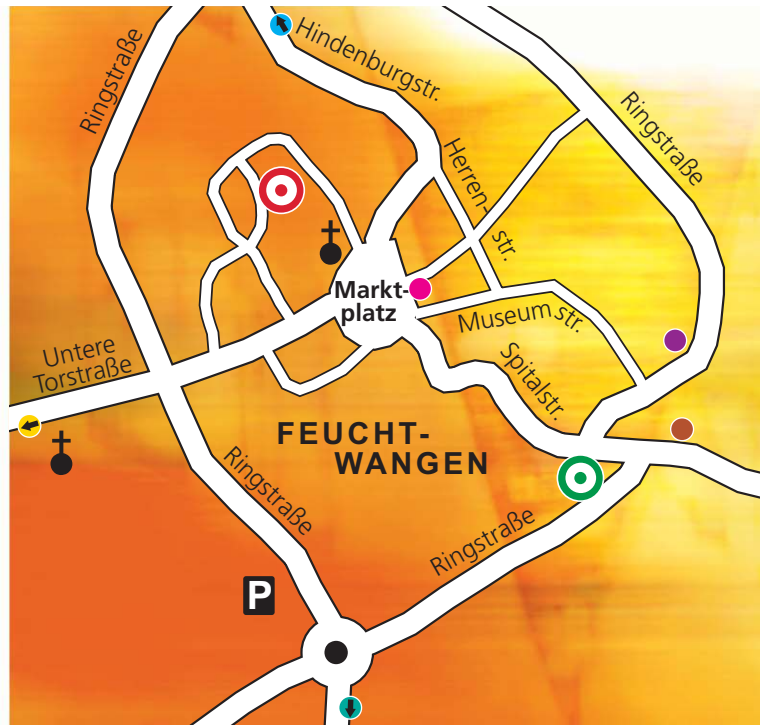 Ringstraße
Hindenburgstr.
Ringstraße
Herren-
str.
Markt-
platz
Museumstr.
Untere
Torstraße
Spitalstr.
FEUCHT-
WANGEN
Ringstraße
Ringstraße
P